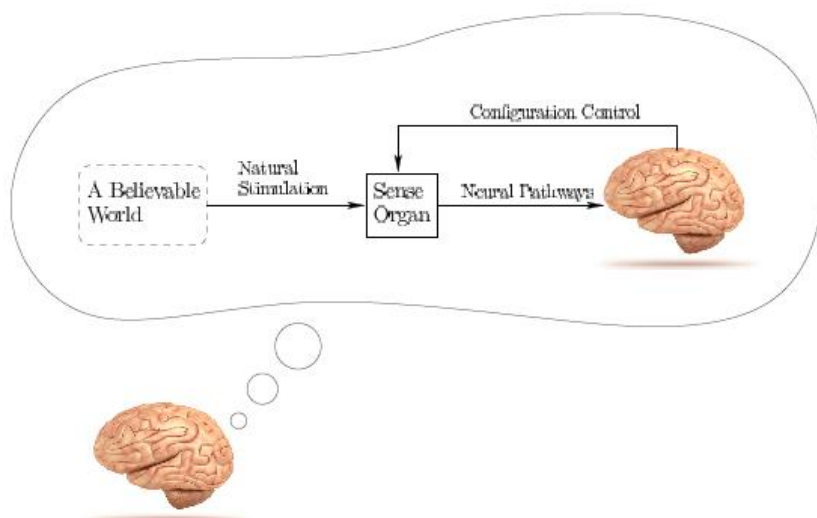 Configuration Control
Natural
Stimulation
A Believable
World
Sense
Organ
Neural Pathways